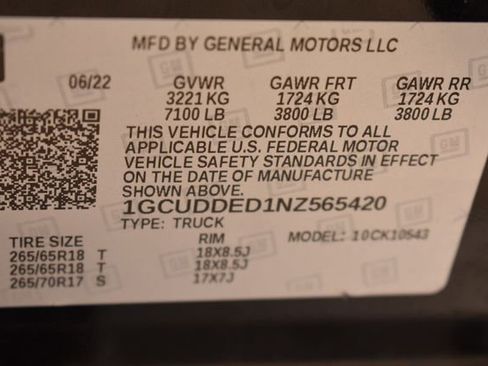 MFD BY GENERAL MOTORS LLC
06/22 GVWR GAWR FRT GAWR RR
3221 KG 1724 KG 1724 KG
7100 LB 3800 LB 3800 LB
THIS VEHICLE CONFORMS TO ALL
APPLICABLE U.S. FEDERAL MOTOR
VEHICLE SAFETY STANDARDS IN EFFECT
ON THE DATE OF MANUFACTURE
SHOWN ABOVE.
1GCUDDED1NZ565420
TYPE: TRUCK
TIRE SIZE RIM MODEL: 10CK10543
265/65R18 T 18X8.5J
265/65R18 T 18X8.5J
265/70R17 S 17X7J